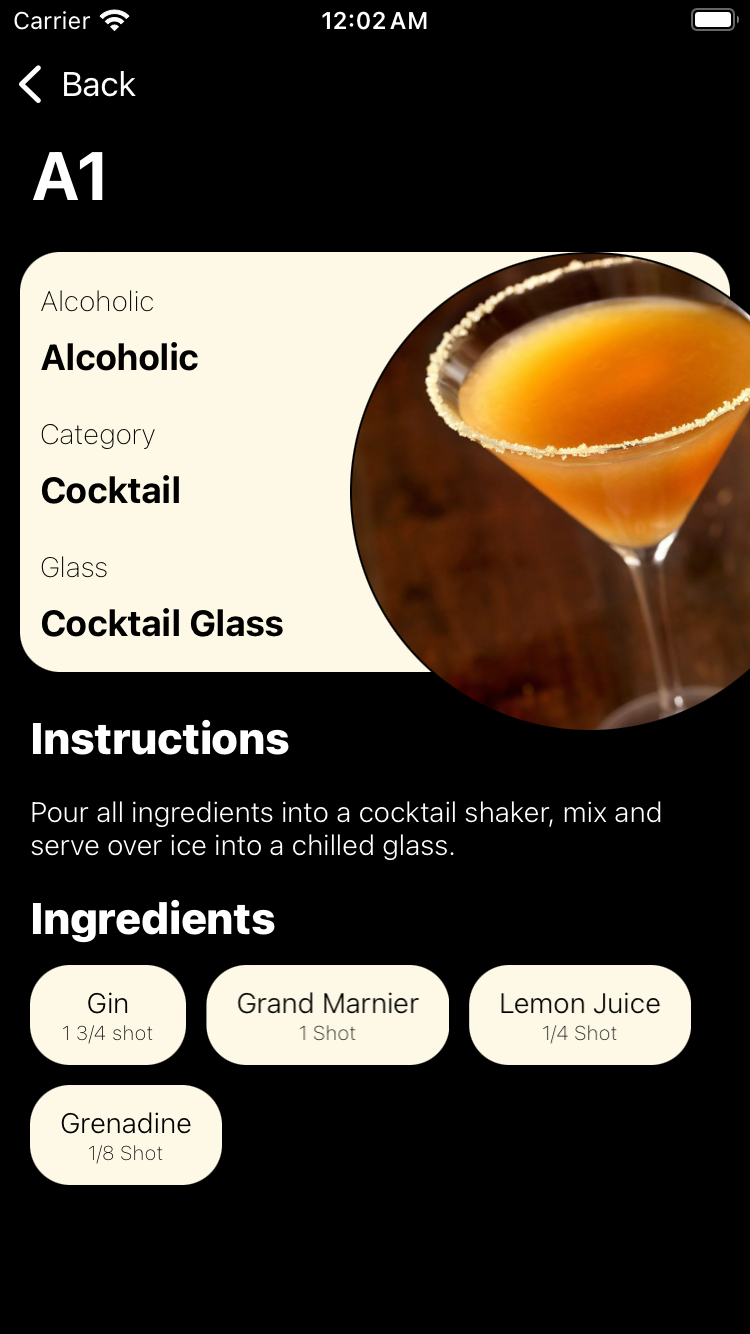 Carrier 12:02 AM
Back
A1
Alcoholic
Alcoholic
Category
Cocktail
Glass
Cocktail Glass
Instructions
Pour all ingredients into a cocktail shaker, mix and
serve over ice into a chilled glass.
Ingredients
Gin
1 3/4 shot
Grand Marnier
1 Shot
Lemon Juice
1/4 Shot
Grenadine
1/8 Shot